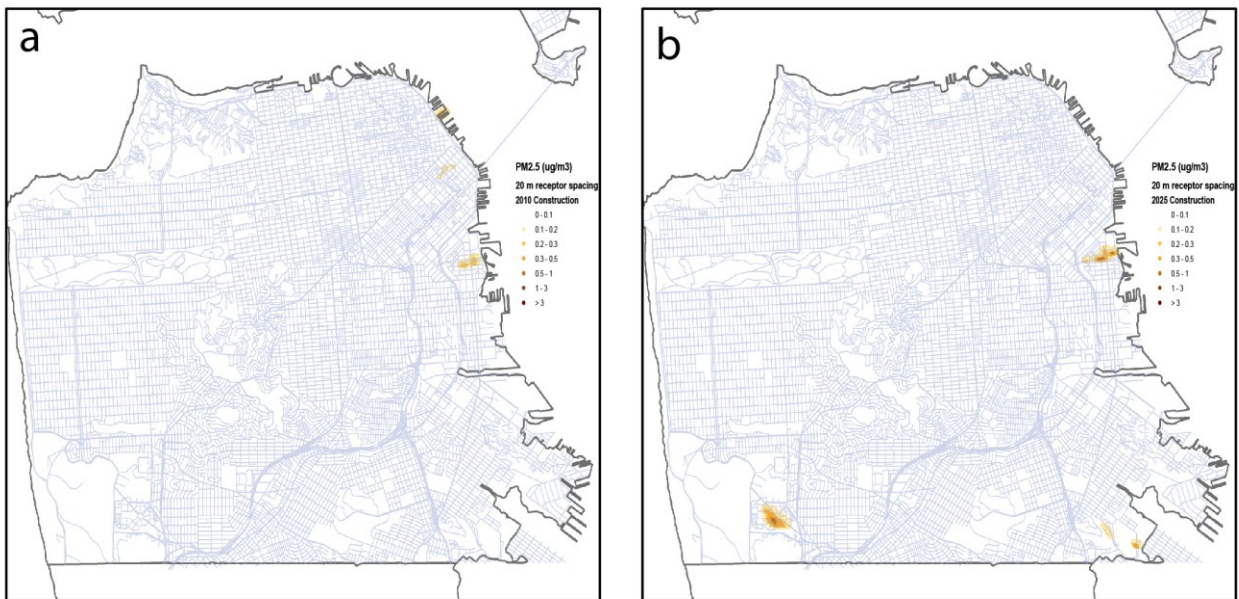 a
PM2.5 (ug/m3)
20 m receptor spacing
2010 Construction
0 - 0.1
0.1 - 0.2
0.2 - 0.3
0.3 - 0.5
0.5 - 1
1 - 3
> 3
b
PM2.5 (ug/m3)
20 m receptor spacing
2025 Construction
0 - 0.1
0.1 - 0.2
0.2 - 0.3
0.3 - 0.5
0.5 - 1
1 - 3
> 3